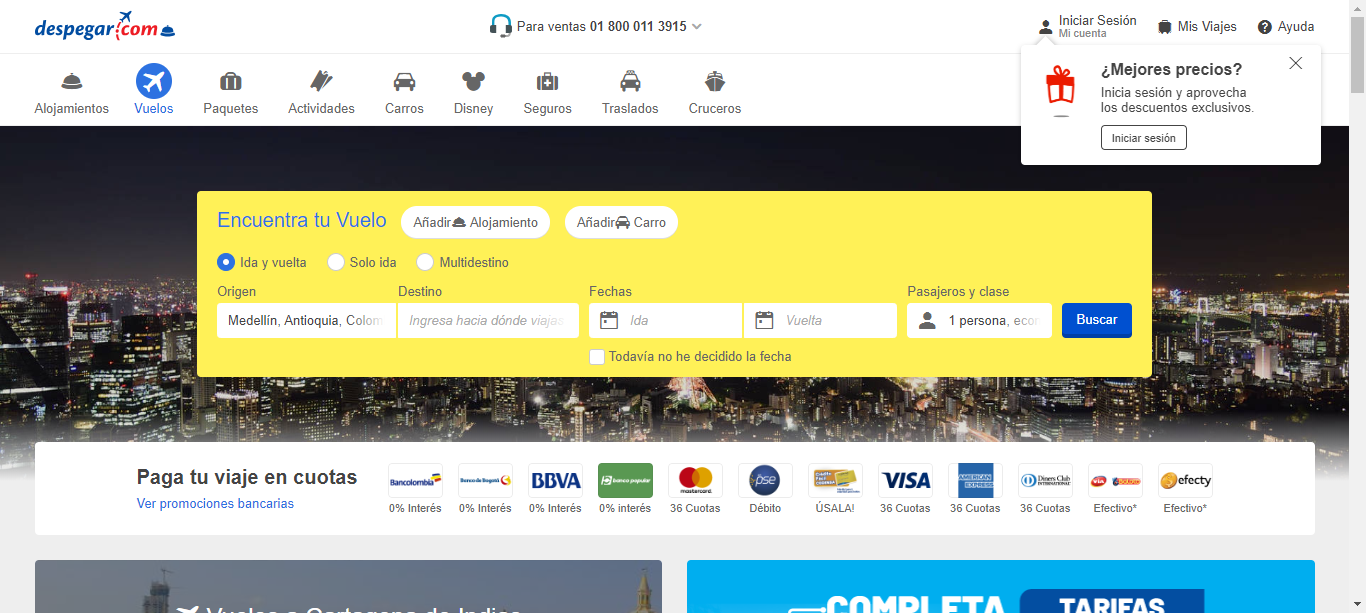 despegar.com
Para ventas 01 800 011 3915
Iniciar Sesión
Mi cuenta
Mis Viajes
Ayuda
Alojamientos
Vuelos
Paquetes
Actividades
Carros
Disney
Seguros
Traslados
Cruceros
¿Mejores precios?
Inicia sesión y aprovecha
los descuentos exclusivos.
Iniciar sesión
Encuentra tu Vuelo
Añadir Alojamiento
Añadir Carro
Ida y vuelta
Solo ida
Multidestino
Origen
Destino
Fechas
Pasajeros y clase
Medellín, Antioquia, Colom
Ingresa hacia dónde viajas
Ida
Vuelta
1 persona, econ
Buscar
Todavía no he decidido la fecha
Paga tu viaje en cuotas
Ver promociones bancarias
Bancolombia
Banco de Bogotá
BBVA
banco popular
mastercard
pse
VISA
AMERICAN EXPRESS
Diners Club
INTERNATIONAL
via
efecty
0% Interés
0% Interés
0% Interés
0% interés
36 Cuotas
Débito
ÚSALA!
36 Cuotas
36 Cuotas
36 Cuotas
Efectivo*
Efectivo*
Vuelos a Cartagena de Indias
COMPLETA
TARIFAS